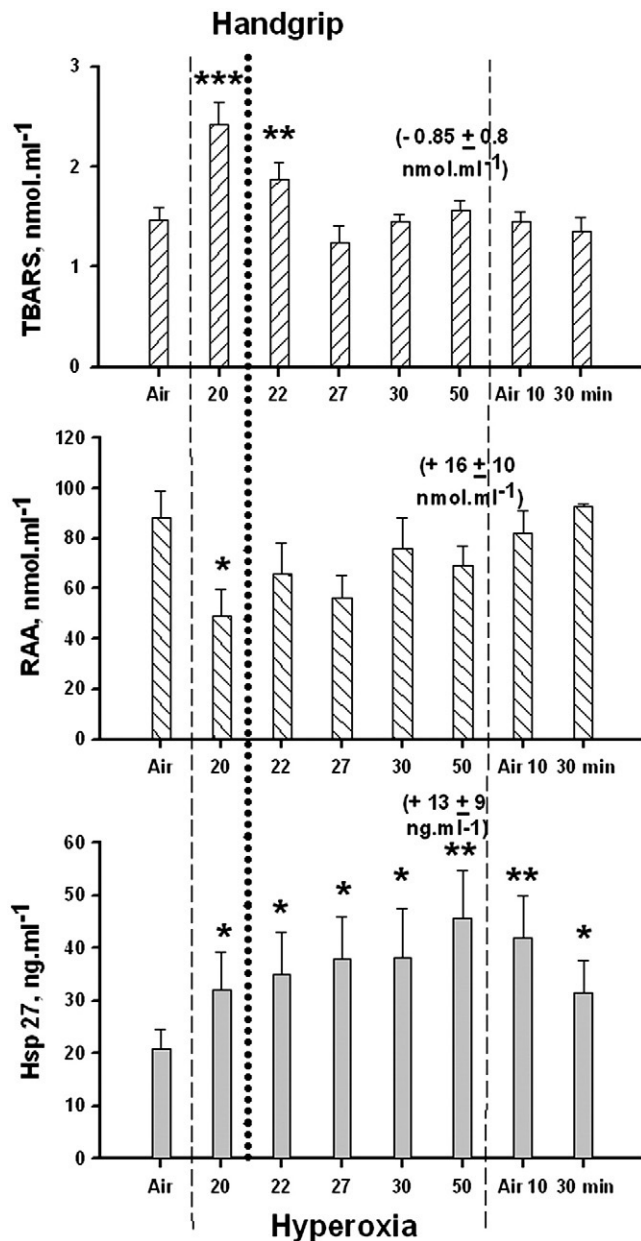 Handgrip
TBARS, nmol.ml-1
3
2
1
0
***
**
(- 0.85 ± 0.8
nmol.ml-1)
Air 20 22 27 30 50 Air 10 30 min
RAA, nmol.ml-1
120
100
80
60
40
20
0
*
(+ 16 ± 10
nmol.ml-1)
Air 20 22 27 30 50 Air 10 30 min
Hsp 27, ng.ml-1
60
50
40
30
20
10
0
(+ 13 ± 9
ng.ml-1)
* * * * ** ** *
Air 20 22 27 30 50 Air 10 30 min
Hyperoxia